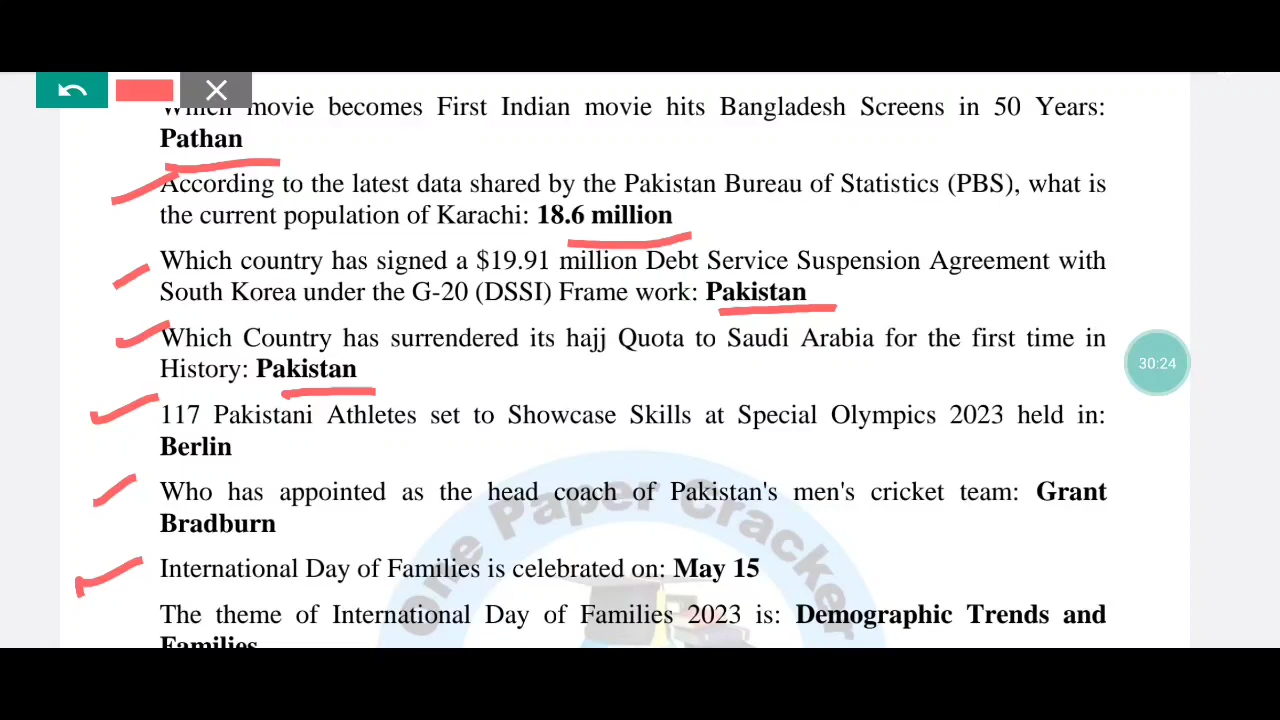 Which movie becomes First Indian movie hits Bangladesh Screens in 50 Years:
Pathan
According to the latest data shared by the Pakistan Bureau of Statistics (PBS), what is
the current population of Karachi: 18.6 million
Which country has signed a $19.91 million Debt Service Suspension Agreement with
South Korea under the G-20 (DSSI) Frame work: Pakistan
Which Country has surrendered its hajj Quota to Saudi Arabia for the first time in
History: Pakistan
30:24
117 Pakistani Athletes set to Showcase Skills at Special Olympics 2023 held in:
Berlin
Who has appointed as the head coach of Pakistan's men's cricket team: Grant
Bradburn
International Day of Families is celebrated on: May 15
The theme of International Day of Families 2023 is: Demographic Trends and
Families
One Paper Cracker